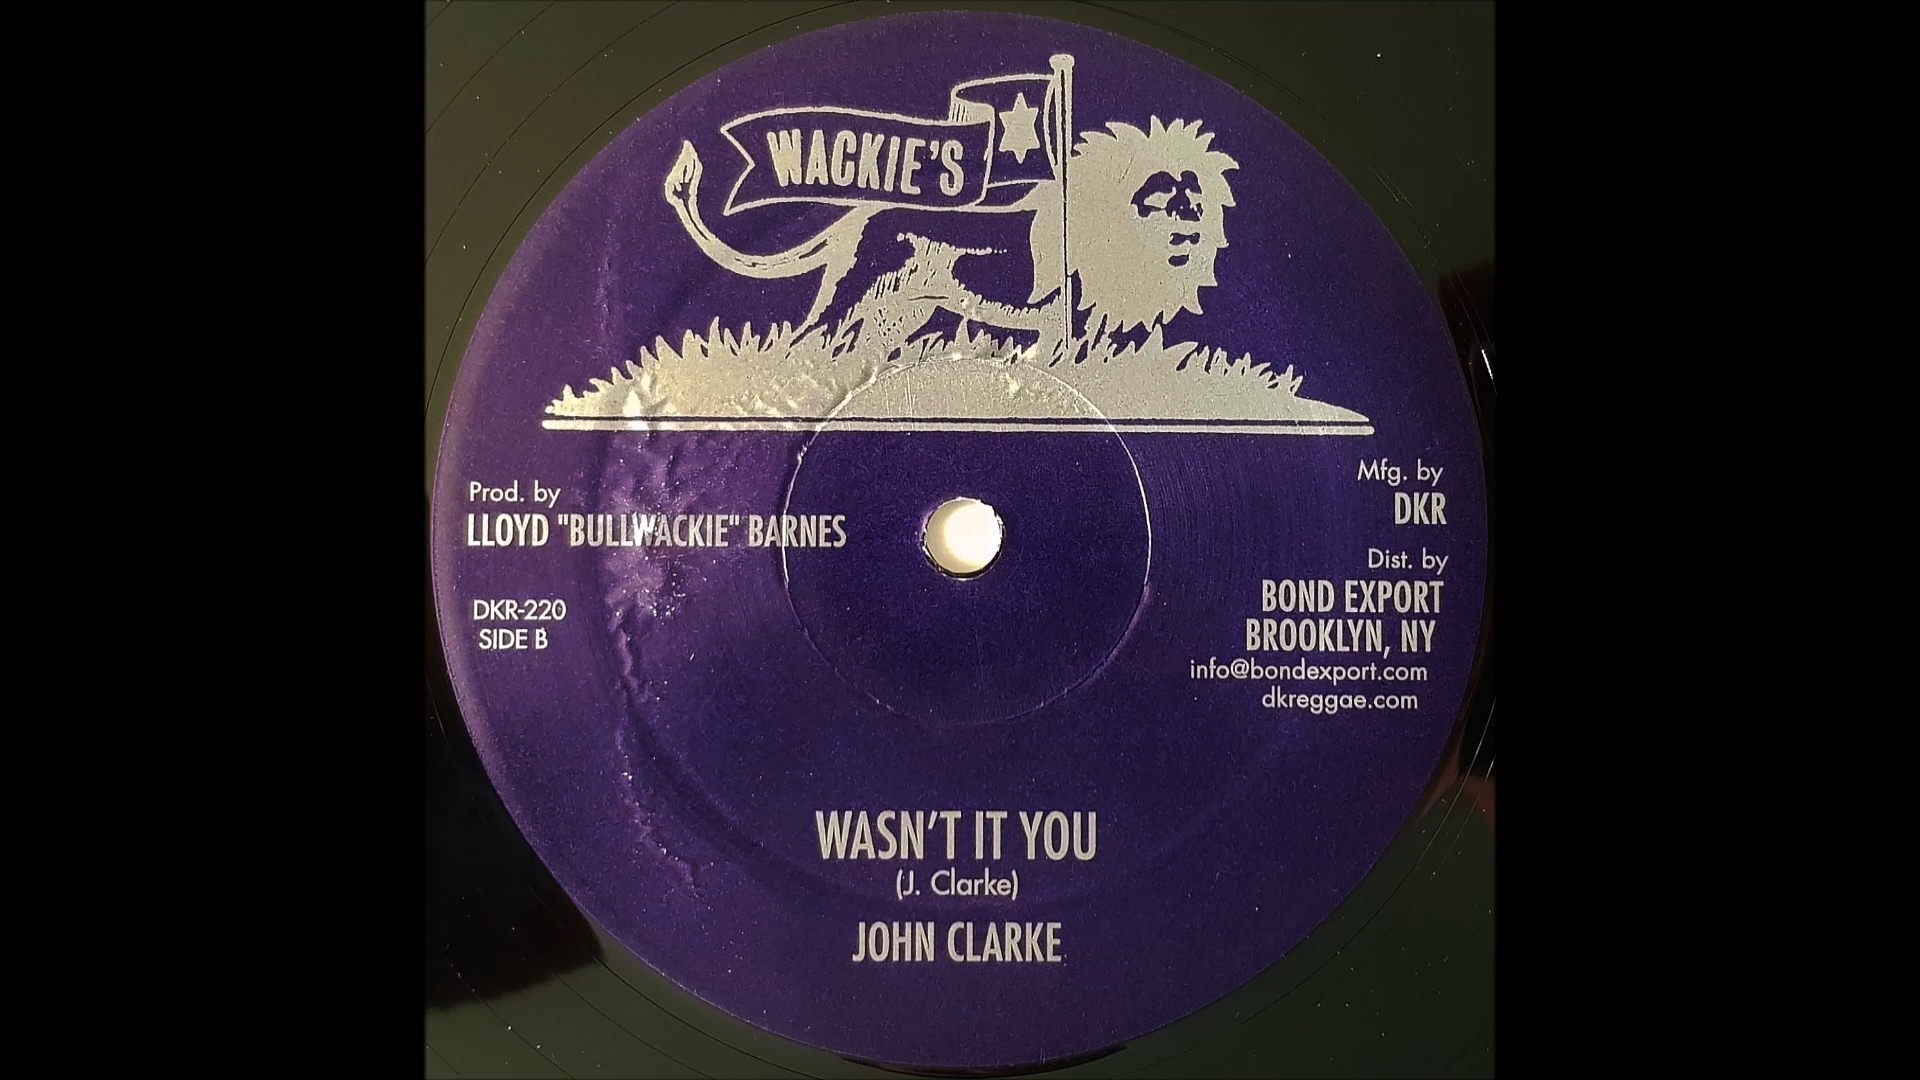 WACKIE'S
Prod. by
LLOYD "BULLWACKIE" BARNES
DKR-220
SIDE B
Mfg. by
DKR
Dist. by
BOND EXPORT
BROOKLYN, NY
info@bondexport.com
dkreggae.com
WASN'T IT YOU
(J. Clarke)
JOHN CLARKE